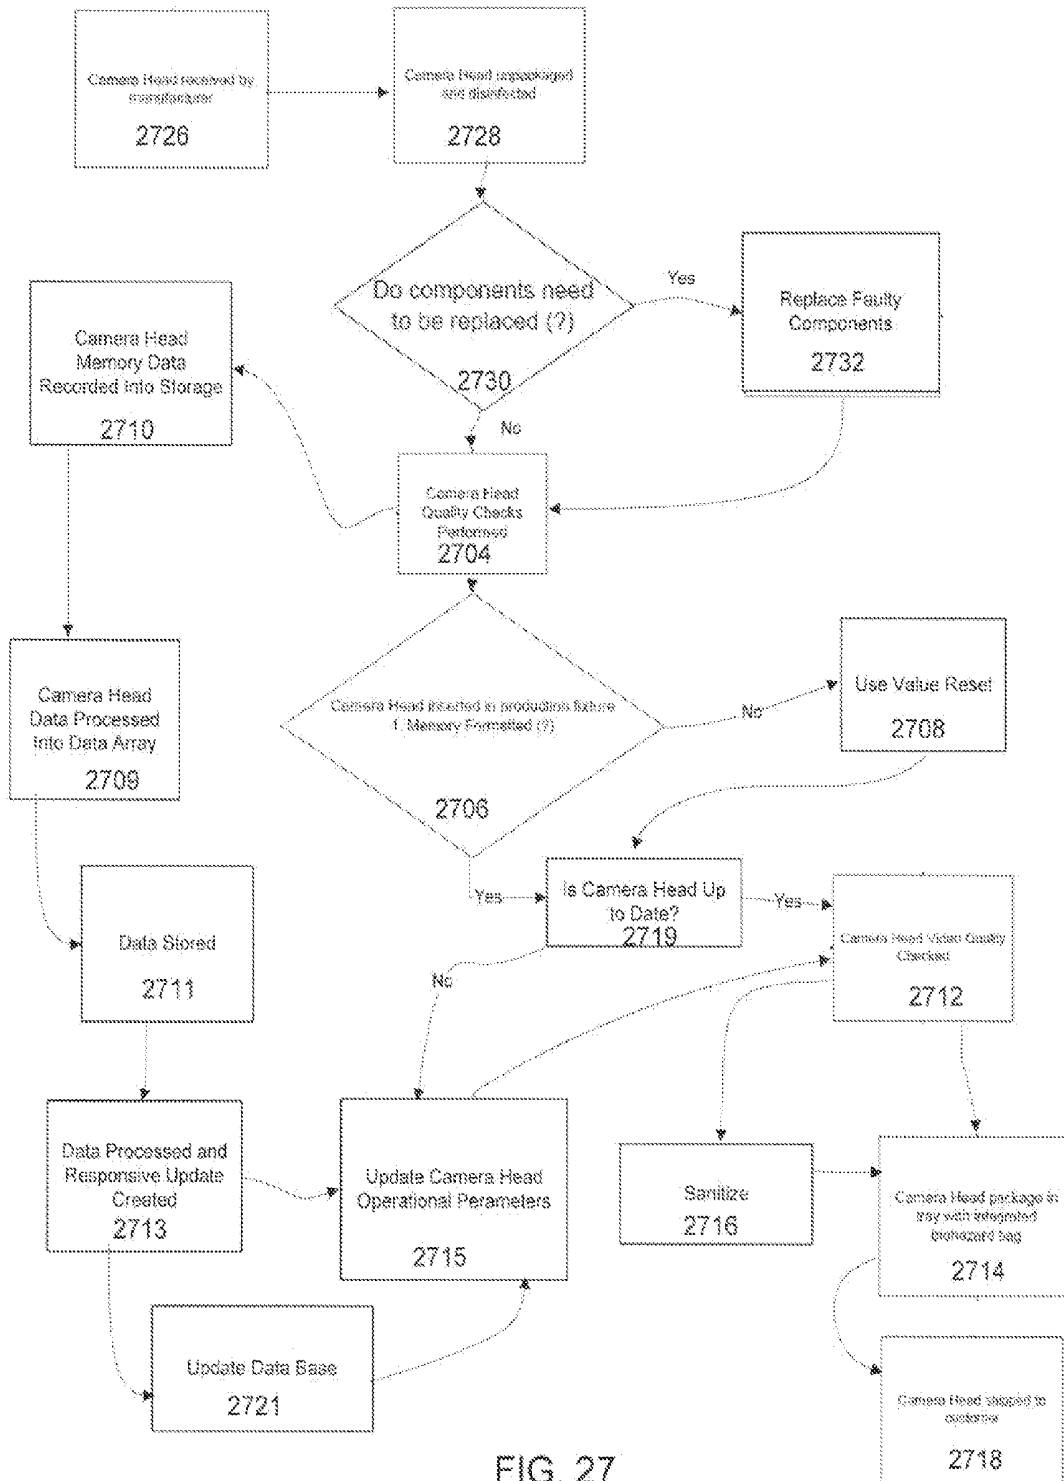 Camera Head received by
manufacturer
2726
Camera Head unpackaged
and disinfected
2728
Do components need
to be replaced (?)
2730
Yes
Replace Faulty
Components
2732
No
Camera Head
Memory Data
Recorded Into Storage
2710
Camera Head
Quality Checks
Performed
2704
Camera Head inserted in production fixture
1. Memory Formatted (?)
2706
No
Use Value Reset
2708
Camera Head
Data Processed
Into Data Array
2709
Yes
Is Camera Head Up
to Date?
2719
Yes
Camera Head Video Quality
Checked
2712
No
Data Stored
2711
Data Processed and
Responsive Update
Created
2713
Update Camera Head
Operational Perameters
2715
Sanitize
2716
Camera Head package in
tray with integrated
biohazard bag
2714
Update Data Base
2721
Camera Head shipped to
customer
2718
FIG. 27